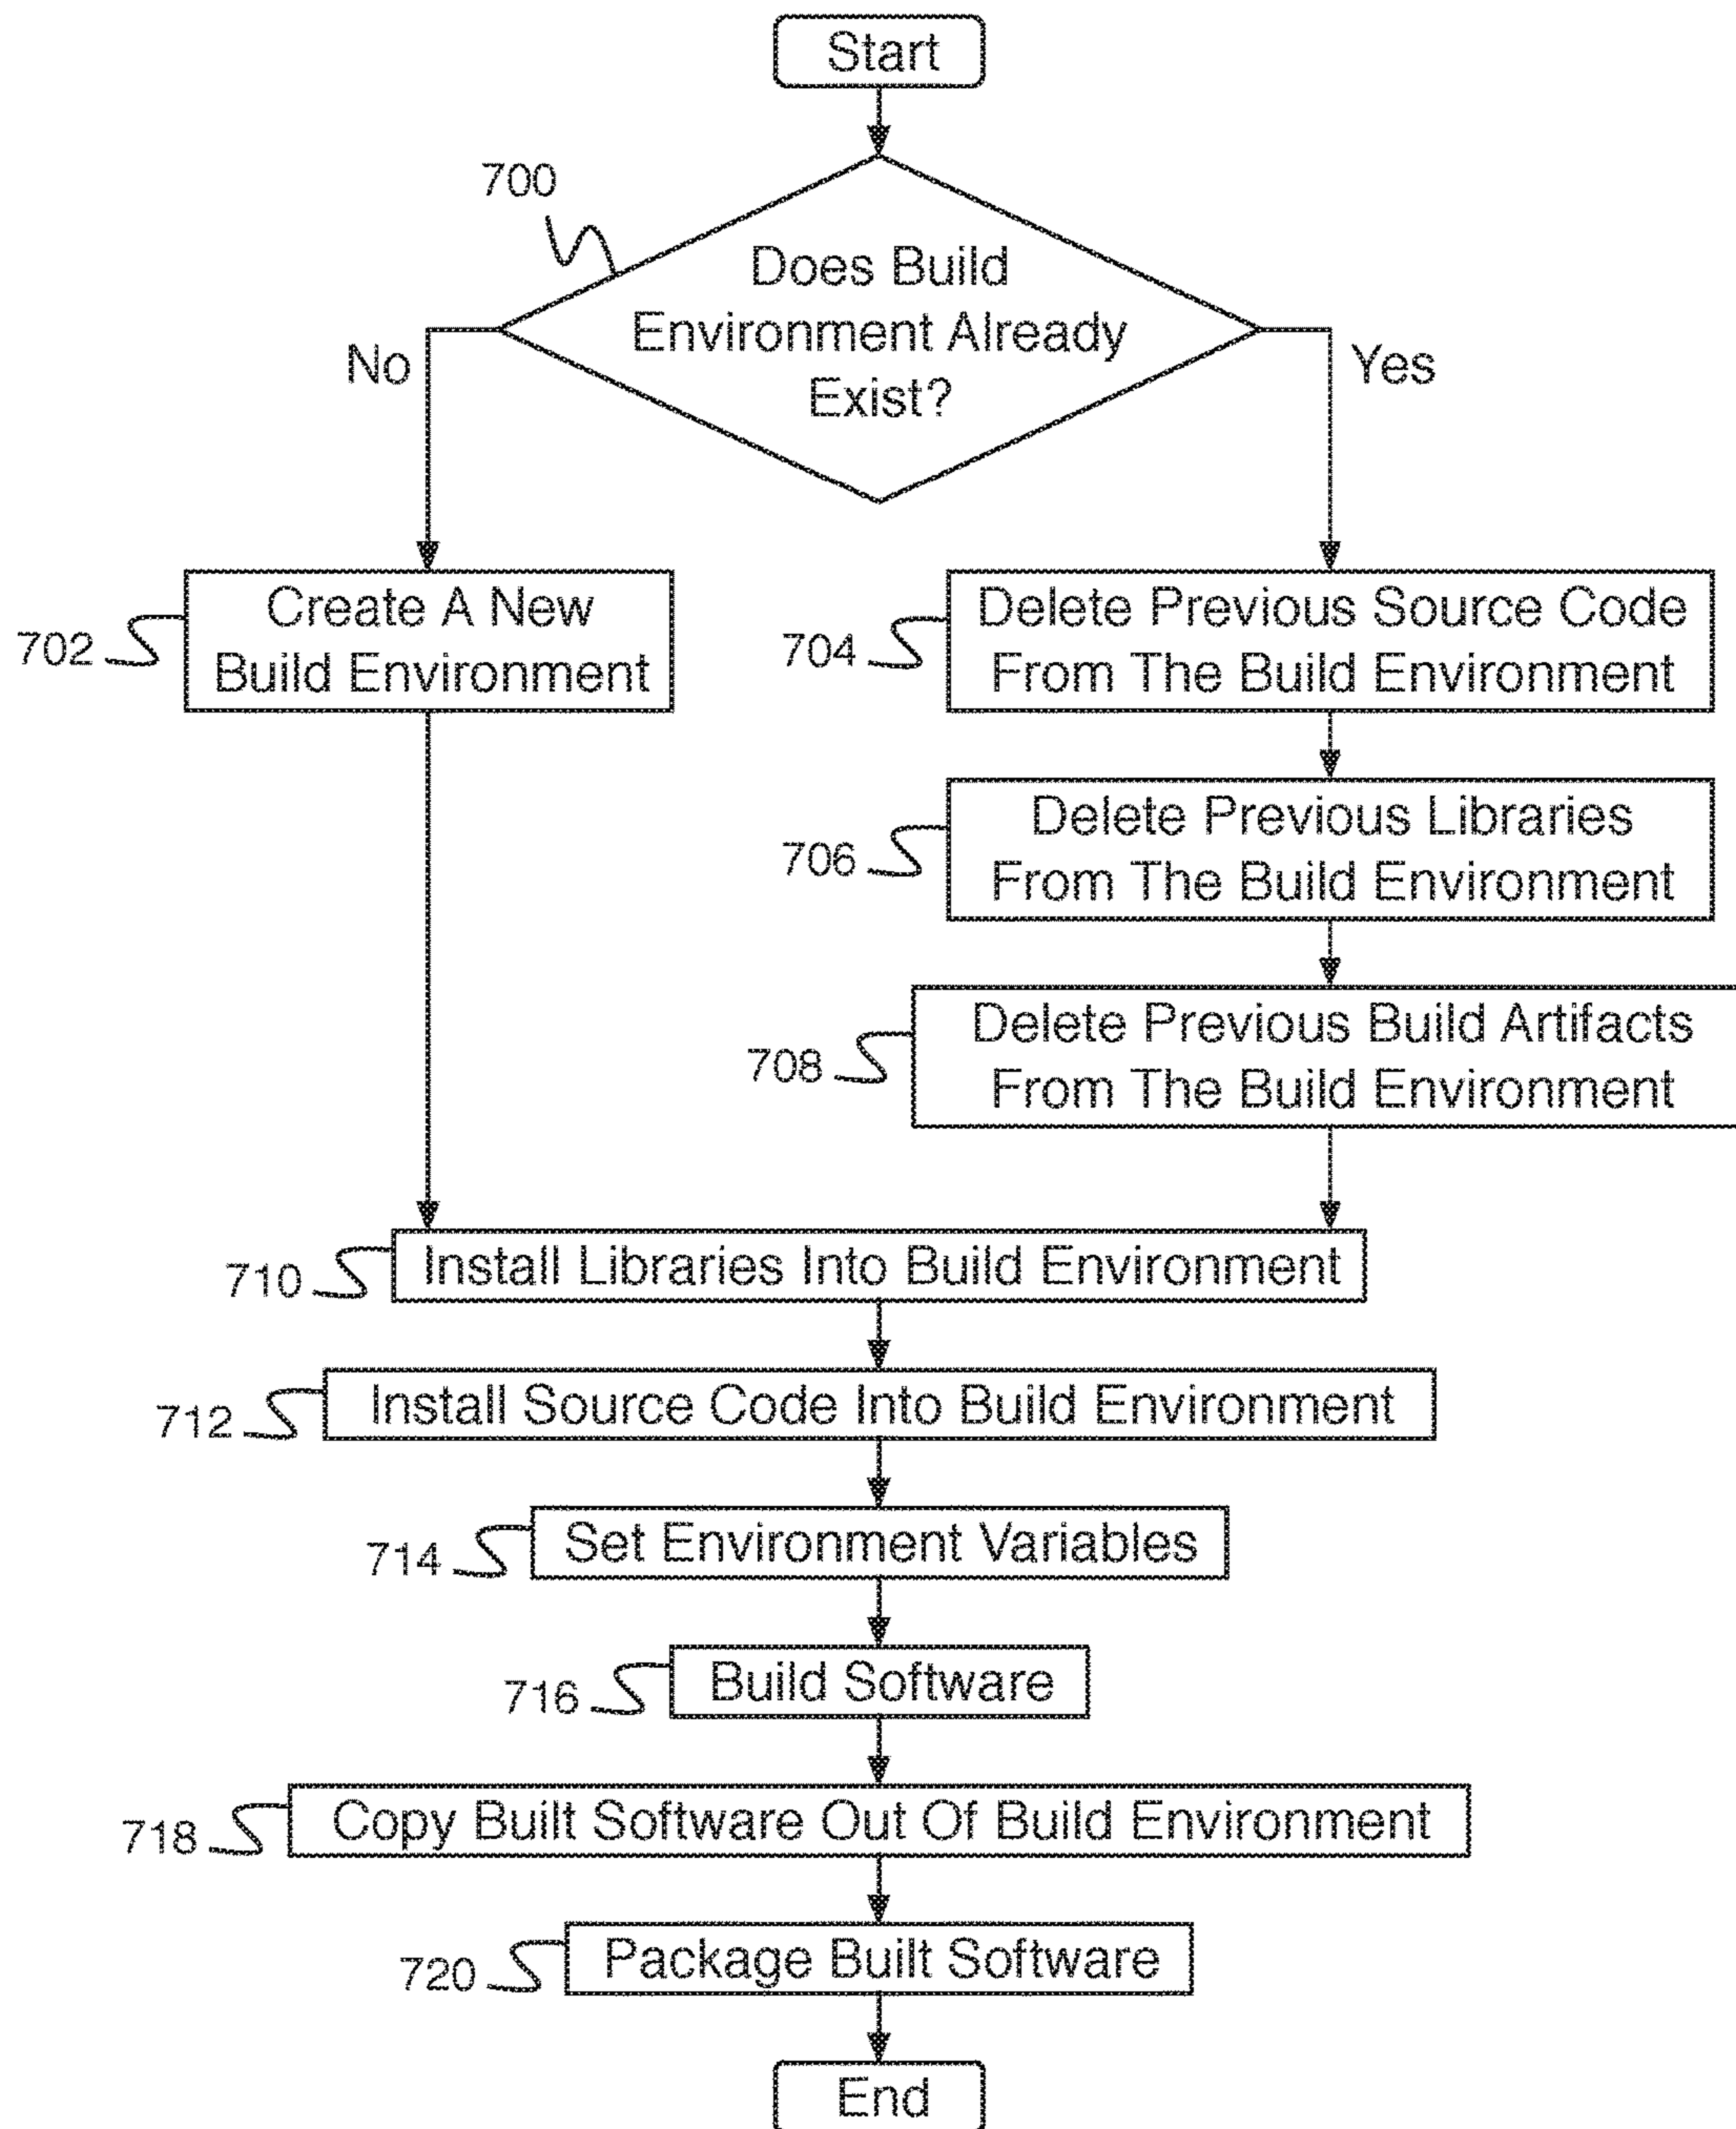 Start
700
Does Build
Environment Already
Exist?
No
Yes
702
Create A New
Build Environment
704
Delete Previous Source Code
From The Build Environment
706
Delete Previous Libraries
From The Build Environment
708
Delete Previous Build Artifacts
From The Build Environment
710
Install Libraries Into Build Environment
712
Install Source Code Into Build Environment
714
Set Environment Variables
716
Build Software
718
Copy Built Software Out Of Build Environment
720
Package Built Software
End